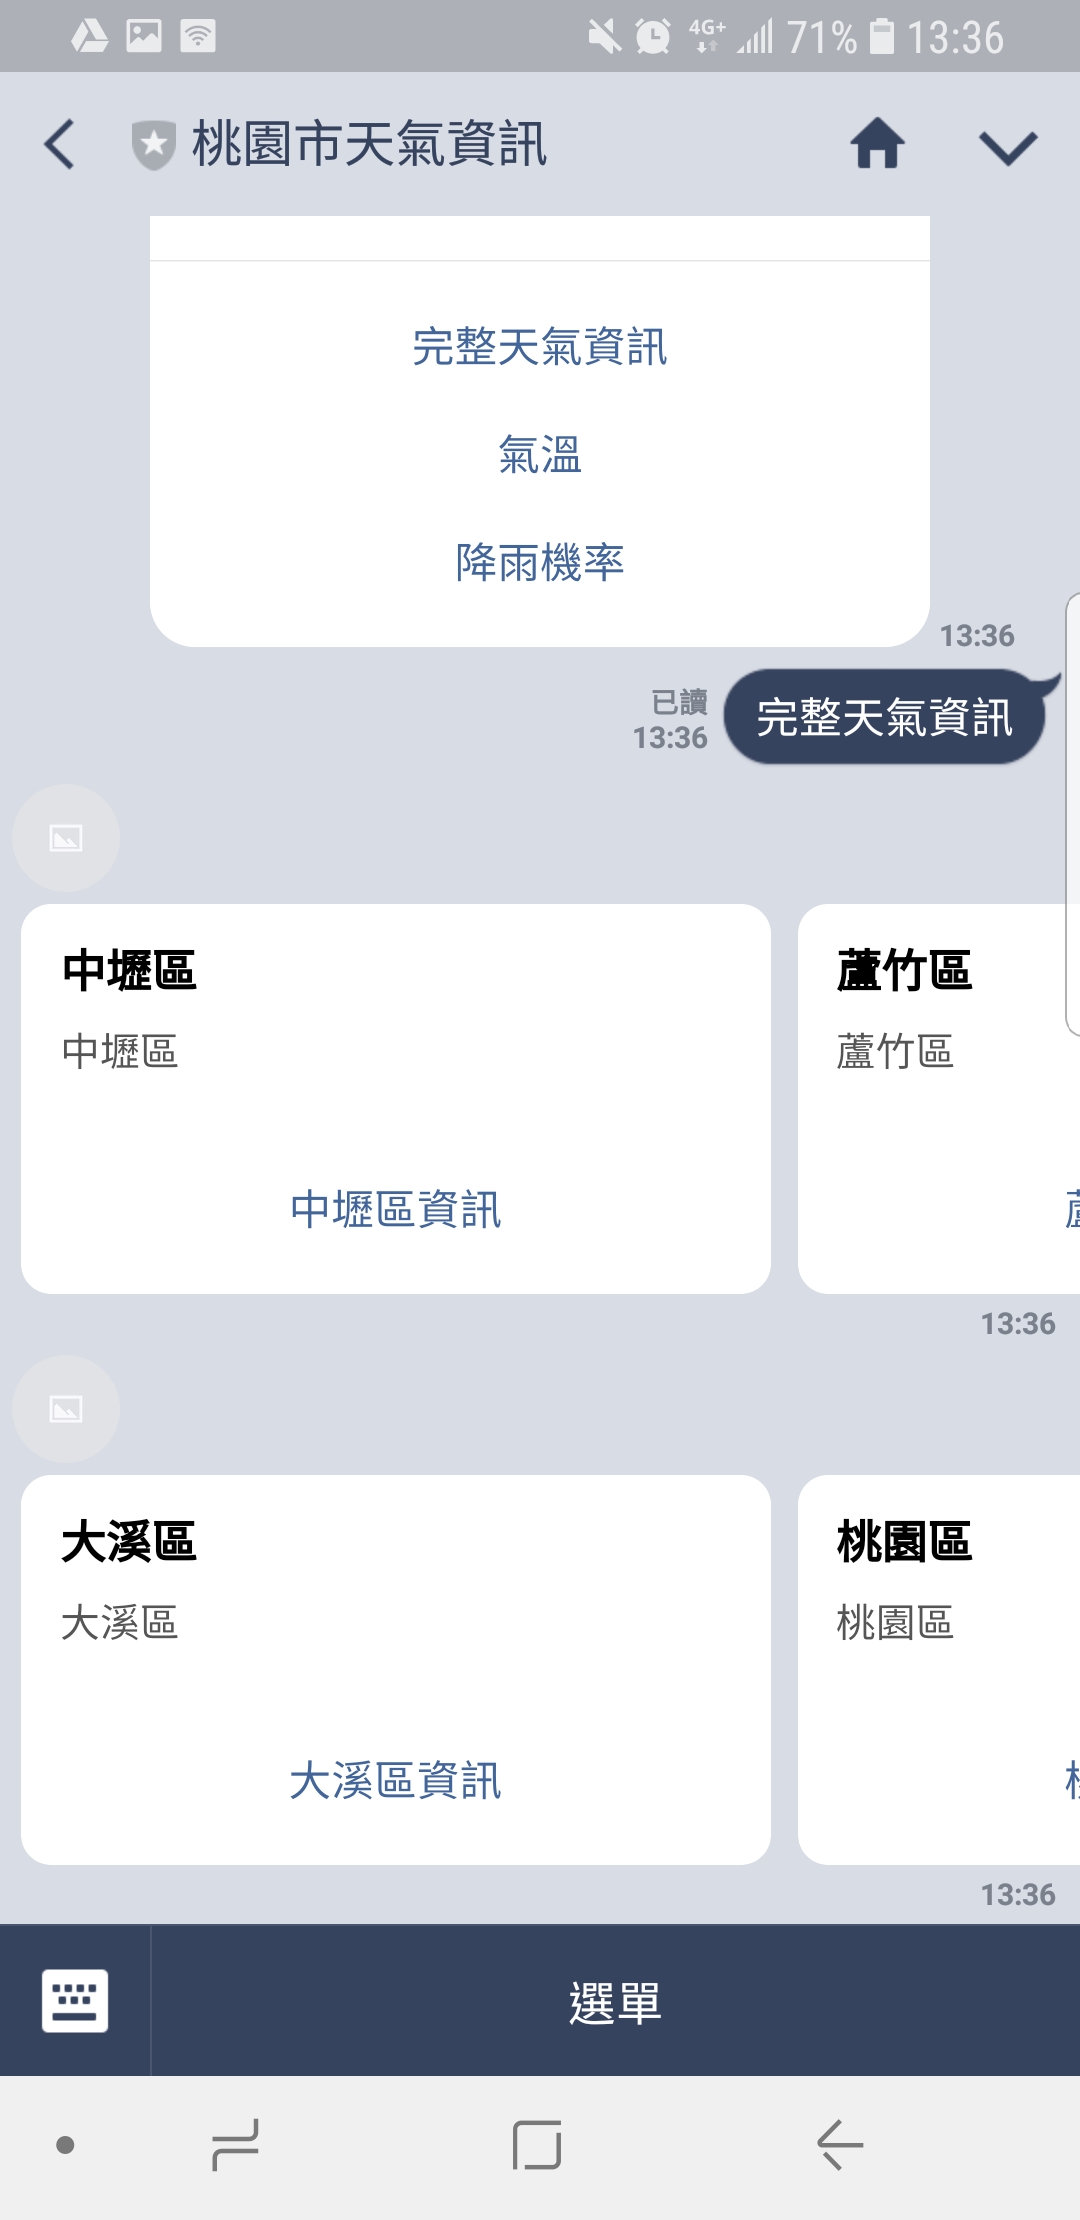 4G+ 71% 13:36
桃園市天氣資訊
完整天氣資訊
氣溫
降雨機率
13:36
已讀
13:36
完整天氣資訊
中壢區
中壢區
中壢區資訊
蘆竹區
蘆竹區
13:36
大溪區
大溪區
大溪區資訊
桃園區
桃園區
13:36
選單